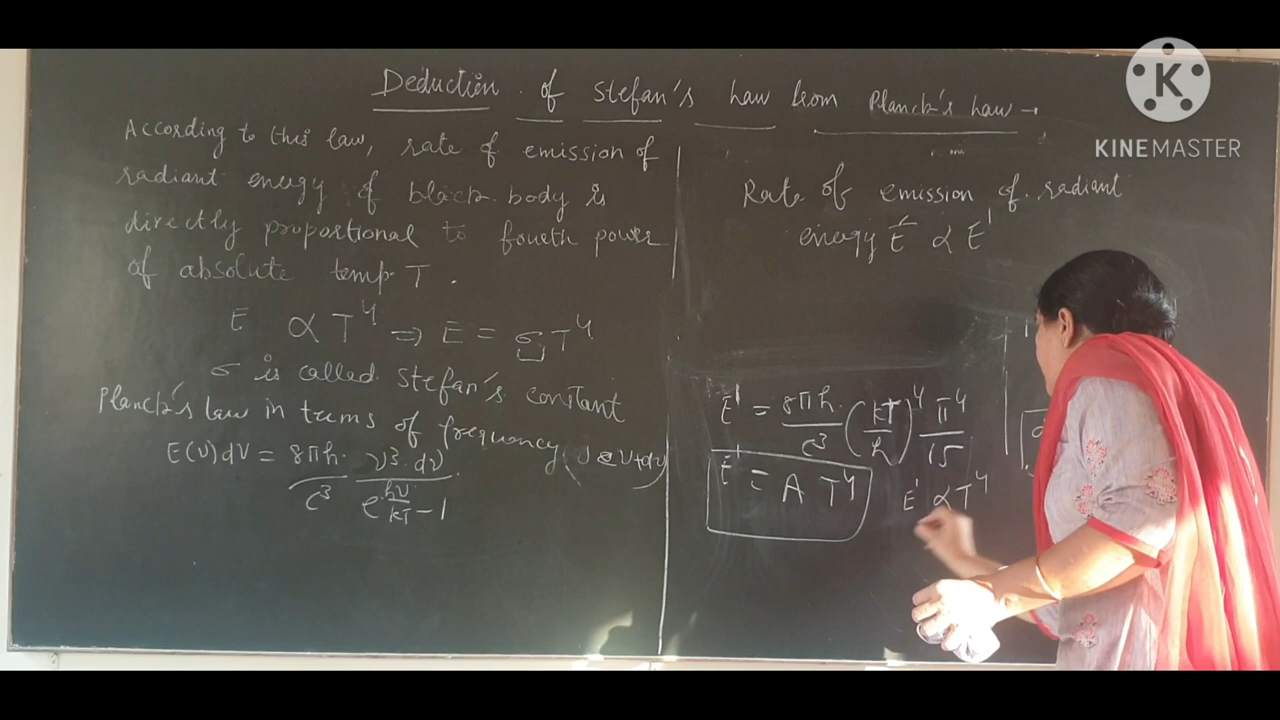 Deduction of Stefan's Law from Planck's Law →
According to this law, rate of emission of
radiant energy of black body is
directly proportional to fourth power
of absolute temp T.
E ∝ T⁴ ⇒ E = σT⁴
σ is called Stefan's constant
Planck's law in terms of frequency (
E(ν)dν = 8πh/c³ ν³ dν/(e^(hν/kT) − 1)
Rate of emission of radiant
energy E ∝ E'
E' = 8πh/c³ (kT/h)⁴ π⁴/15
E' = A T⁴
E' ∝ T⁴
K
KINEMASTER